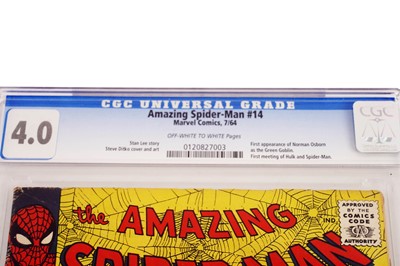 CGC UNIVERSAL GRADE
4.0
Amazing Spider-Man #14
Marvel Comics, 7/64
OFF-WHITE TO WHITE Pages
Stan Lee story
Steve Ditko cover and art
0120827003
First appearance of Norman Osborn
as the Green Goblin.
First meeting of Hulk and Spider-Man.
CGC
the AMAZING
SPIDER-MAN
IND.
APPROVED
BY THE
COMICS
CODE
AUTHORITY